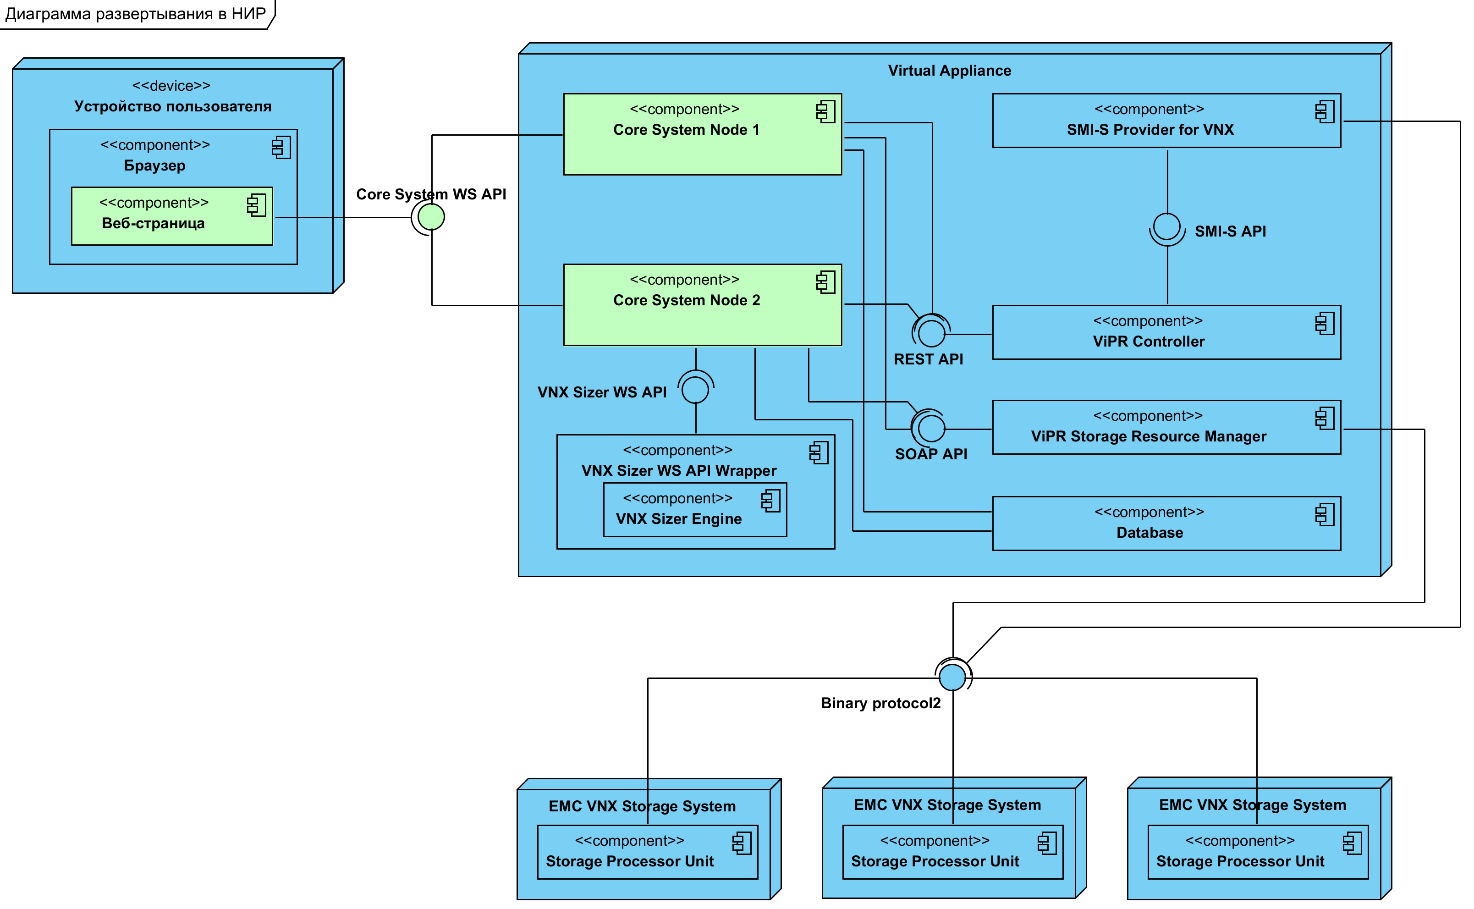 Диаграмма развертывания в НИР
<<device>>
Устройство пользователя
<<component>>
Браузер
<<component>>
Веб-страница
Core System WS API
Virtual Appliance
<<component>>
Core System Node 1
<<component>>
SMI-S Provider for VNX
SMI-S API
<<component>>
Core System Node 2
<<component>>
ViPR Controller
REST API
VNX Sizer WS API
<<component>>
ViPR Storage Resource Manager
SOAP API
<<component>>
VNX Sizer WS API Wrapper
<<component>>
VNX Sizer Engine
<<component>>
Database
Binary protocol2
EMC VNX Storage System
<<component>>
Storage Processor Unit
EMC VNX Storage System
<<component>>
Storage Processor Unit
EMC VNX Storage System
<<component>>
Storage Processor Unit